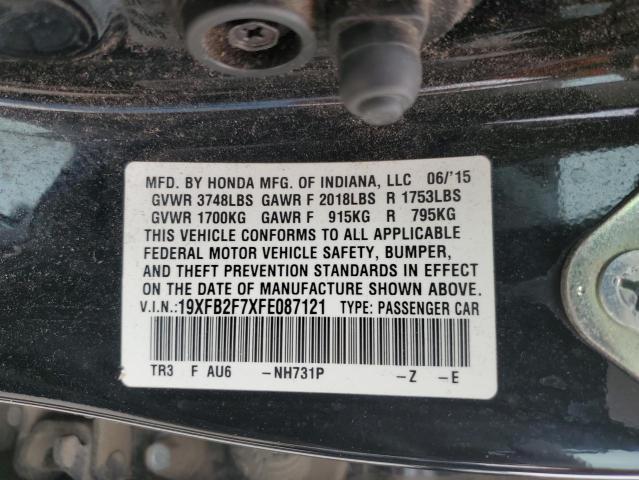 MFD. BY HONDA MFG. OF INDIANA, LLC 06/'15
GVWR 3748LBS GAWR F 2018LBS R 1753LBS
GVWR 1700KG GAWR F 915KG R 795KG
THIS VEHICLE CONFORMS TO ALL APPLICABLE
FEDERAL MOTOR VEHICLE SAFETY, BUMPER,
AND THEFT PREVENTION STANDARDS IN EFFECT
ON THE DATE OF MANUFACTURE SHOWN ABOVE.
V.I.N.:19XFB2F7XFE087121 TYPE: PASSENGER CAR
TR3 F AU6 –NH731P –Z –E